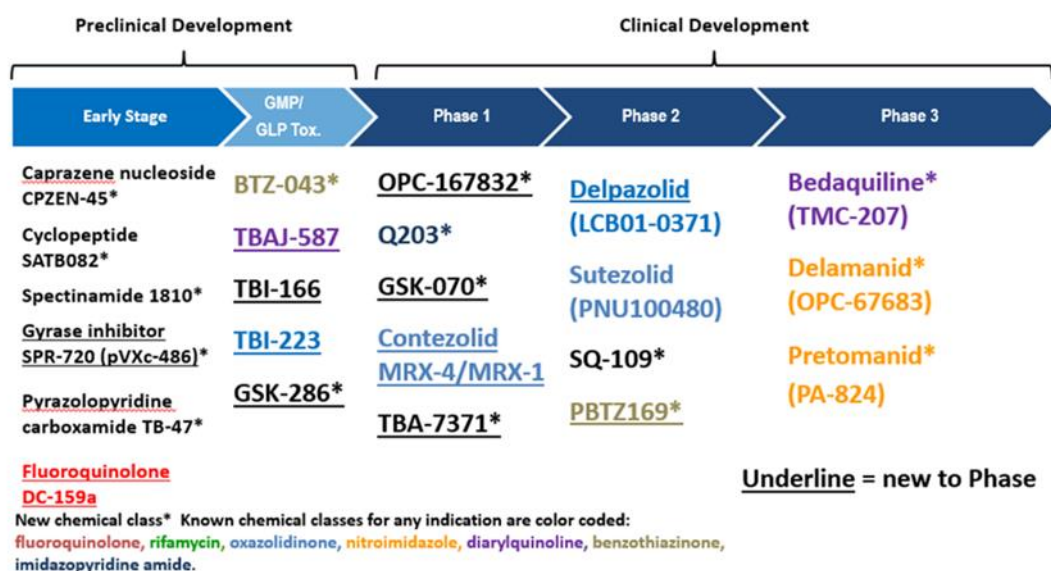 Preclinical Development
Clinical Development
Early Stage
GMP/
GLP Tox.
Phase 1
Phase 2
Phase 3
Caprazene nucleoside
CPZEN-45*
Cyclopeptide
SATB082*
Spectinamide 1810*
Gyrase inhibitor
SPR-720 (pVXc-486)*
Pyrazolopyridine
carboxamide TB-47*
Fluoroquinolone
DC-159a
BTZ-043*
TBAJ-587
TBI-166
TBI-223
GSK-286*
OPC-167832*
Q203*
GSK-070*
Contezolid
MRX-4/MRX-1
TBA-7371*
Delpazolid
(LCB01-0371)
Sutezolid
(PNU100480)
SQ-109*
PBTZ169*
Bedaquiline*
(TMC-207)
Delamanid*
(OPC-67683)
Pretomanid*
(PA-824)
Underline = new to Phase
New chemical class* Known chemical classes for any indication are color coded:
fluoroquinolone, rifamycin, oxazolidinone, nitroimidazole, diarylquinoline, benzothiazinone,
imidazopyridine amide.